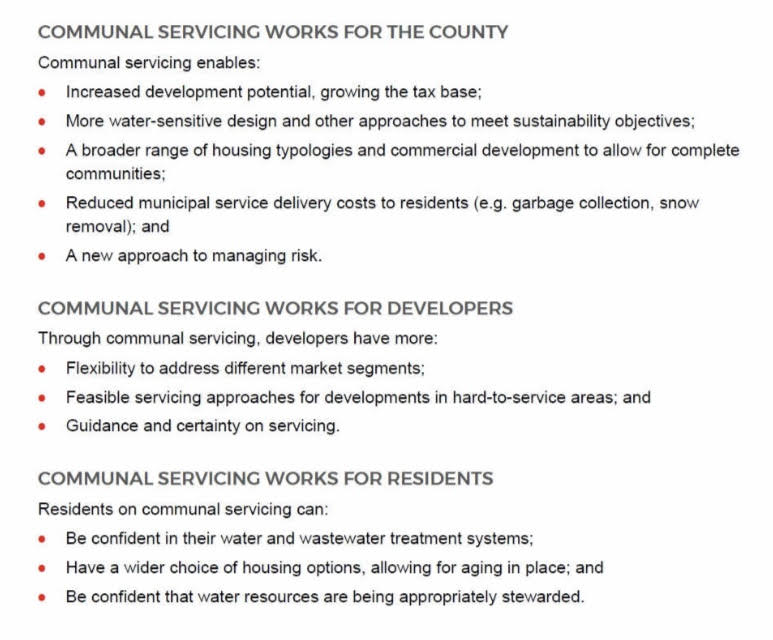 COMMUNAL SERVICING WORKS FOR THE COUNTY
Communal servicing enables:
• Increased development potential, growing the tax base;
• More water-sensitive design and other approaches to meet sustainability objectives;
• A broader range of housing typologies and commercial development to allow for complete
communities;
• Reduced municipal service delivery costs to residents (e.g. garbage collection, snow
removal); and
• A new approach to managing risk.
COMMUNAL SERVICING WORKS FOR DEVELOPERS
Through communal servicing, developers have more:
• Flexibility to address different market segments;
• Feasible servicing approaches for developments in hard-to-service areas; and
• Guidance and certainty on servicing.
COMMUNAL SERVICING WORKS FOR RESIDENTS
Residents on communal servicing can:
• Be confident in their water and wastewater treatment systems;
• Have a wider choice of housing options, allowing for aging in place; and
• Be confident that water resources are being appropriately stewarded.